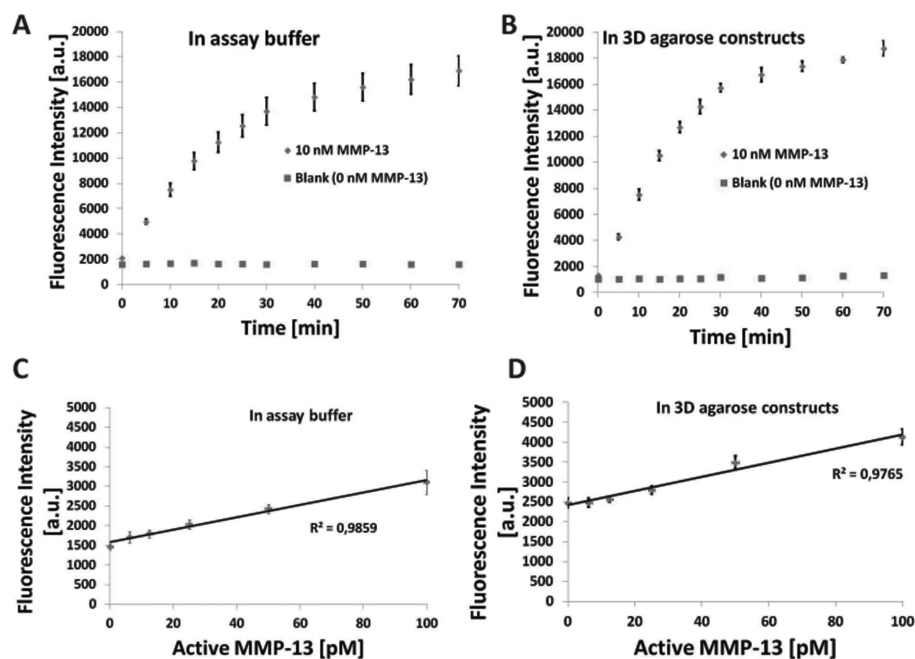 A
In assay buffer
Fluorescence Intensity [a.u.]
20000
18000
16000
14000
12000
10000
8000
6000
4000
2000
0
10 nM MMP-13
Blank (0 nM MMP-13)
0 10 20 30 40 50 60 70
Time [min]
B
In 3D agarose constructs
Fluorescence Intensity [a.u.]
20000
18000
16000
14000
12000
10000
8000
6000
4000
2000
0
10 nM MMP-13
Blank (0 nM MMP-13)
0 10 20 30 40 50 60 70
Time [min]
C
In assay buffer
Fluorescence Intensity
[a.u.]
5000
4500
4000
3500
3000
2500
2000
1500
1000
500
0
R² = 0,9859
0 20 40 60 80 100
Active MMP-13 [pM]
D
In 3D agarose constructs
Fluorescence Intensity
[a.u.]
5000
4500
4000
3500
3000
2500
2000
1500
1000
500
0
R² = 0,9765
0 20 40 60 80 100
Active MMP-13 [pM]